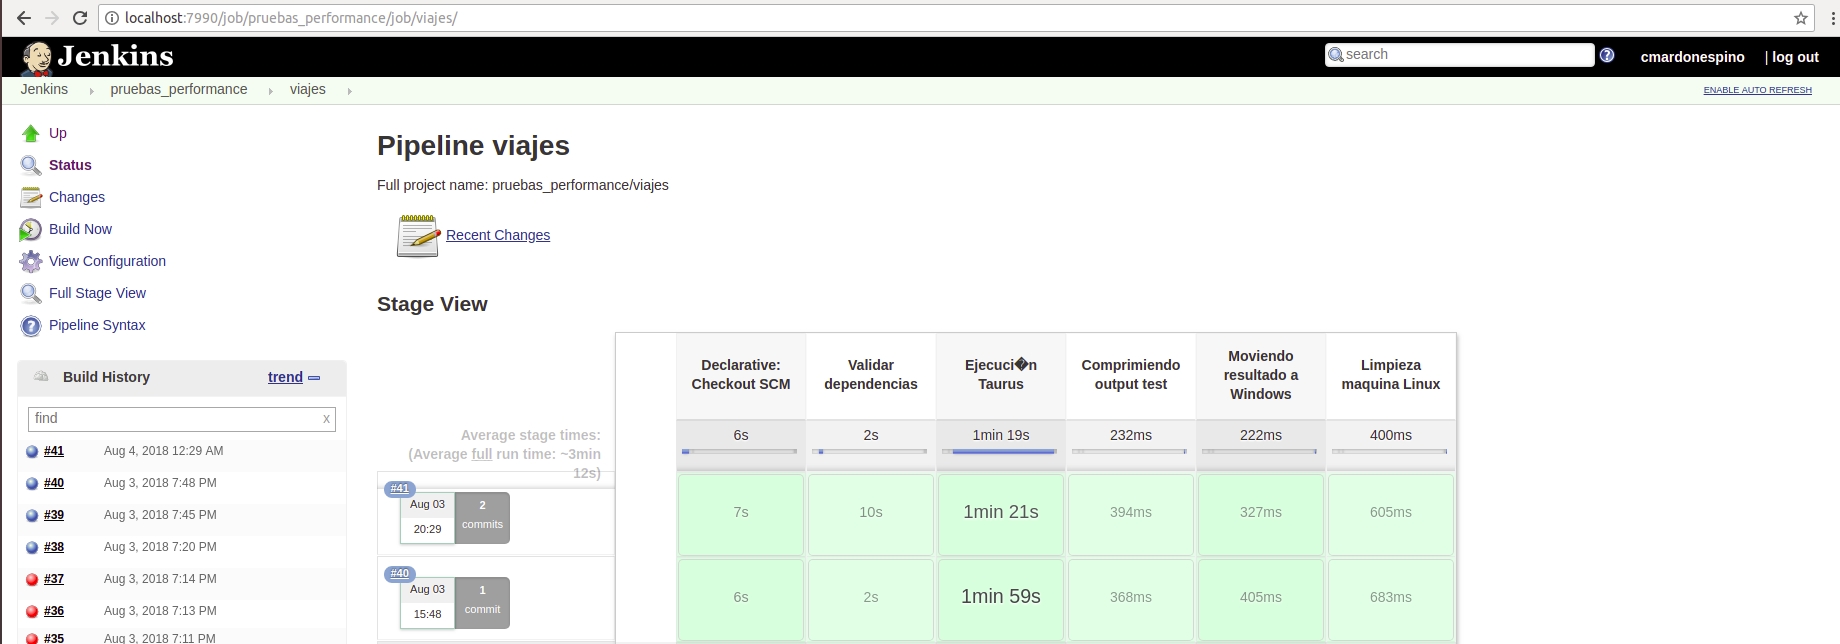 localhost:7990/job/pruebas_performance/job/viajes/
Jenkins
search
cmardonespino
| log out
Jenkins
pruebas_performance
viajes
ENABLE AUTO REFRESH
Up
Status
Changes
Build Now
View Configuration
Full Stage View
Pipeline Syntax
Build History
trend
find
x
#41 Aug 4, 2018 12:29 AM
#40 Aug 3, 2018 7:48 PM
#39 Aug 3, 2018 7:45 PM
#38 Aug 3, 2018 7:20 PM
#37 Aug 3, 2018 7:14 PM
#36 Aug 3, 2018 7:13 PM
#35 Aug 3, 2018 7:11 PM
Pipeline viajes
Full project name: pruebas_performance/viajes
Recent Changes
Stage View
Declarative:
Checkout SCM
Validar
dependencias
Ejecuci�n
Taurus
Comprimiendo
output test
Moviendo
resultado a
Windows
Limpieza
maquina Linux
Average stage times:
(Average full run time: ~3min
12s)
6s
2s
1min 19s
232ms
222ms
400ms
#41
Aug 03
20:29
2
commits
7s
10s
1min 21s
394ms
327ms
605ms
#40
Aug 03
15:48
1
commit
6s
2s
1min 59s
368ms
405ms
683ms